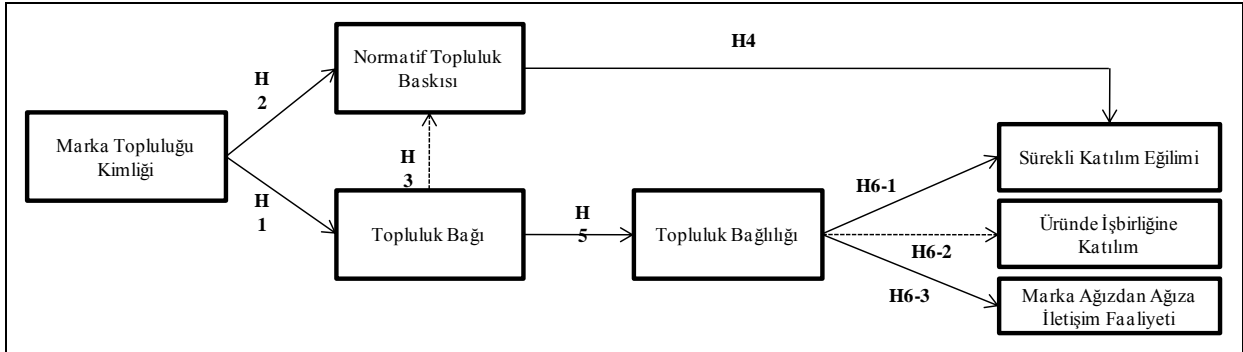 Marka Topluluğu
Kimliği
H
2
H
1
Normatif Topluluk
Baskısı
H
3
Topluluk Bağı
H4
H
5
Topluluk Bağlılığı
H6-1
H6-2
H6-3
Sürekli Katılım Eğilimi
Üründe İşbirliğine
Katılım
Marka Ağızdan Ağıza
İletişim Faaliyeti